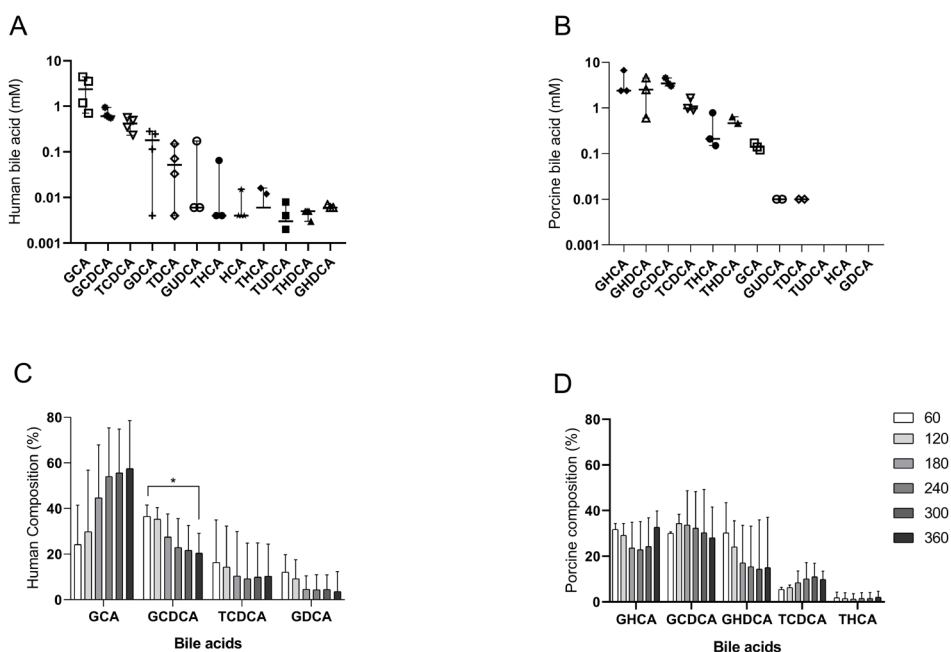 A
Human bile acid (mM)
10
1
0.1
0.01
0.001
GCA
GCDCA
TCDCA
GDCA
TDCA
GUDCA
THCA
HCA
THCA
TUDCA
THDCA
GHDCA
B
Porcine bile acid (mM)
10
1
0.1
0.01
0.001
GHCA
GHDCA
GCDCA
TCDCA
THCA
THDCA
GCA
GUDCA
TDCA
TUDCA
HCA
GDCA
C
Human Composition (%)
80
60
40
20
0
*
GCA
GCDCA
TCDCA
GDCA
Bile acids
D
Porcine composition (%)
80
60
40
20
0
GHCA
GCDCA
GHDCA
TCDCA
THCA
Bile acids
60
120
180
240
300
360